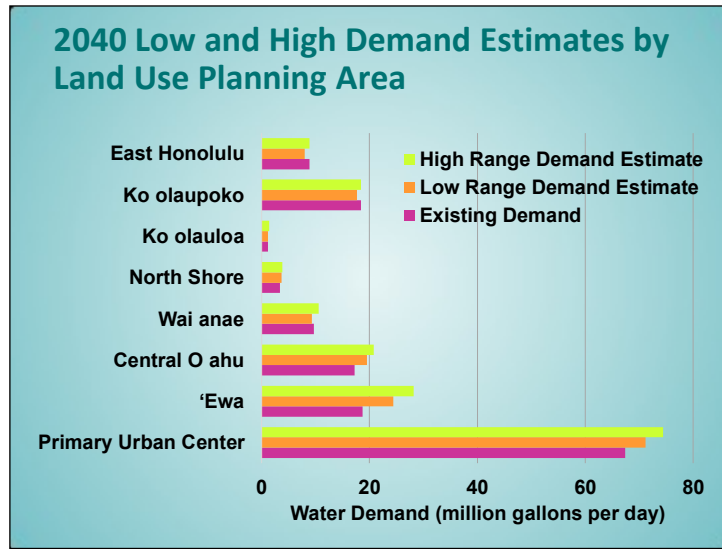 2040 Low and High Demand Estimates by
Land Use Planning Area
East Honolulu
Ko olaupoko
Ko olauloa
North Shore
Wai anae
Central O ahu
‘Ewa
Primary Urban Center
High Range Demand Estimate
Low Range Demand Estimate
Existing Demand
0 20 40 60 80
Water Demand (million gallons per day)